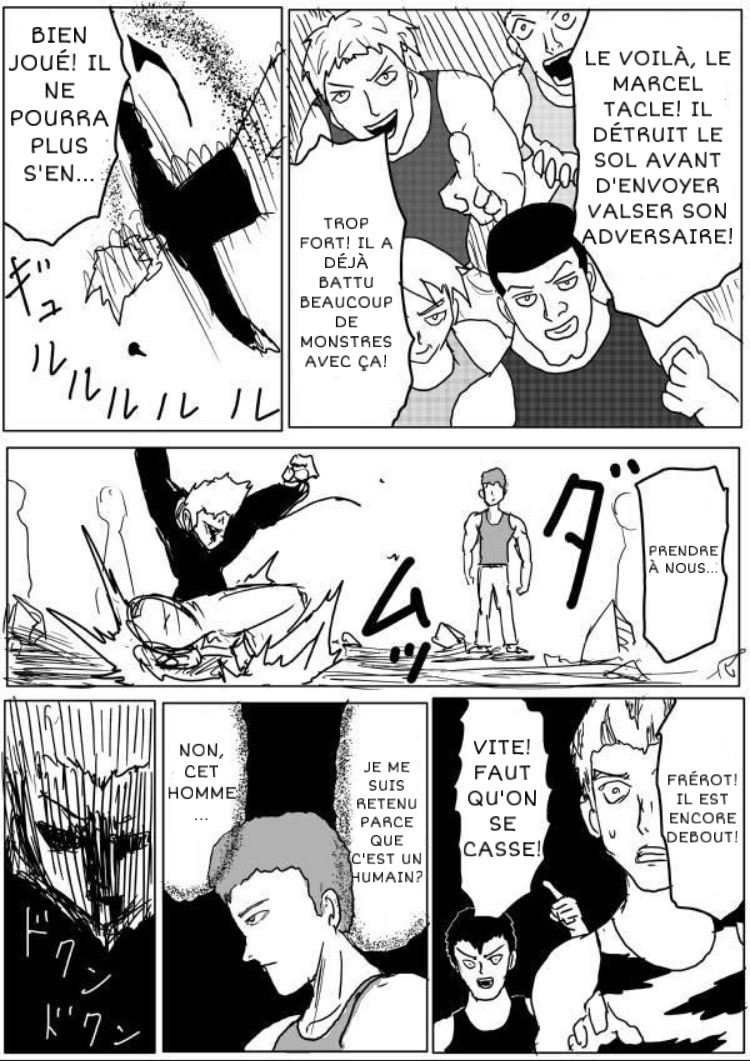 LE VOILÀ, LE
MARCEL
TACLE! IL
DÉTRUIT LE
SOL AVANT
D'ENVOYER
VALSER SON
ADVERSAIRE!
TROP
FORT! IL A
DÉJÀ
BATTU
BEAUCOUP
DE
MONSTRES
AVEC ÇA!
BIEN
JOUÉ! IL
NE
POURRA
PLUS
S'EN...
ギュルルルルルル
PRENDRE
À NOUS...
ダムッ
FRÉROT!
IL EST
ENCORE
DEBOUT!
VITE!
FAUT
QU'ON
SE
CASSE!
JE ME
SUIS
RETENU
PARCE
QUE
C'EST UN
HUMAIN?
NON,
CET
HOMME
...
ドクン
ドクン